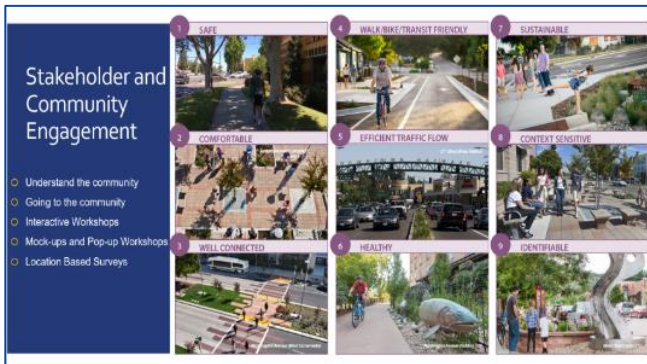 Stakeholder and
Community
Engagement
Understand the community
Going to the community
Interactive Workshops
Mock-ups and Pop-up Workshops
Location Based Surveys
1 SAFE
4 WALK/BIKE/TRANSIT FRIENDLY
7 SUSTAINABLE
2 COMFORTABLE
5 EFFICIENT TRAFFIC FLOW
8 CONTEXT SENSITIVE
3 WELL CONNECTED
6 HEALTHY
9 IDENTIFIABLE